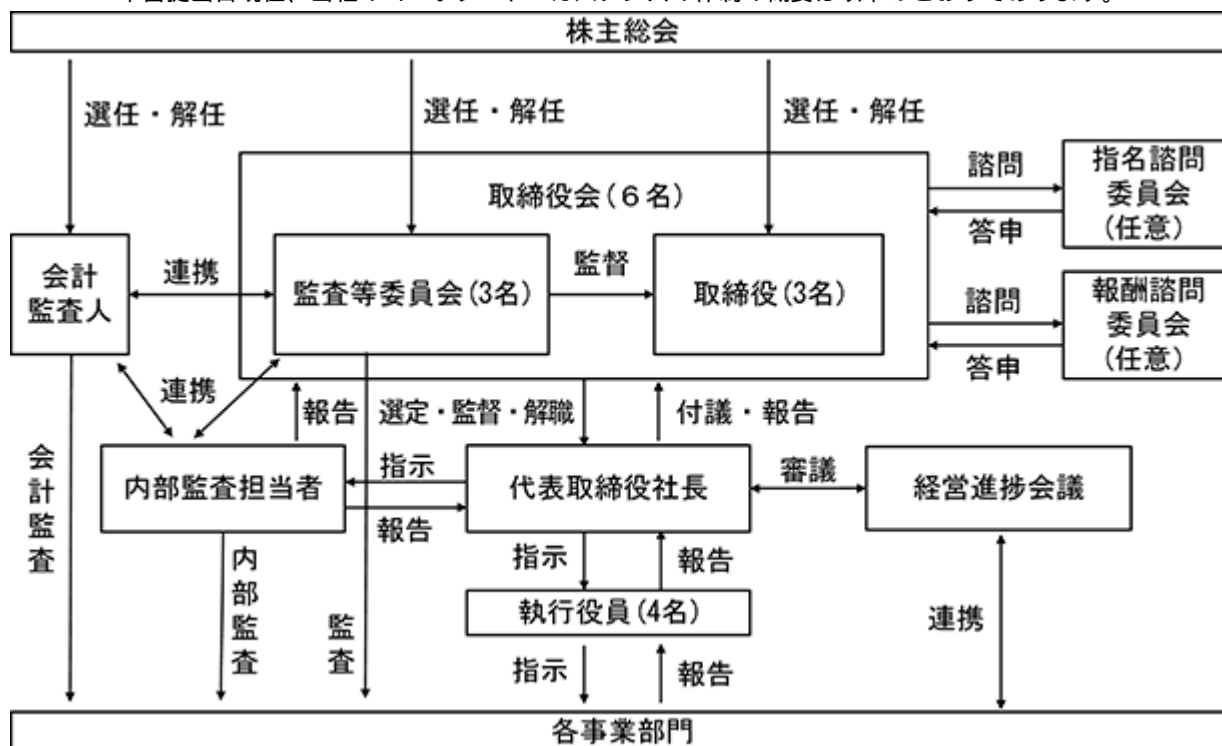 株主総会
選任・解任
選任・解任
選任・解任
取締役会(6名)
諮問
答申
指名諮問
委員会
(任意)
会計
監査人
連携
監査等委員会(3名)
監督
取締役(3名)
諮問
答申
報酬諮問
委員会
(任意)
連携
報告
選定・監督・解職
付議・報告
内部監査担当者
指示
報告
代表取締役社長
審議
経営進捗会議
会計監査
内部監査
監査
指示
報告
執行役員(4名)
指示
報告
連携
各事業部門